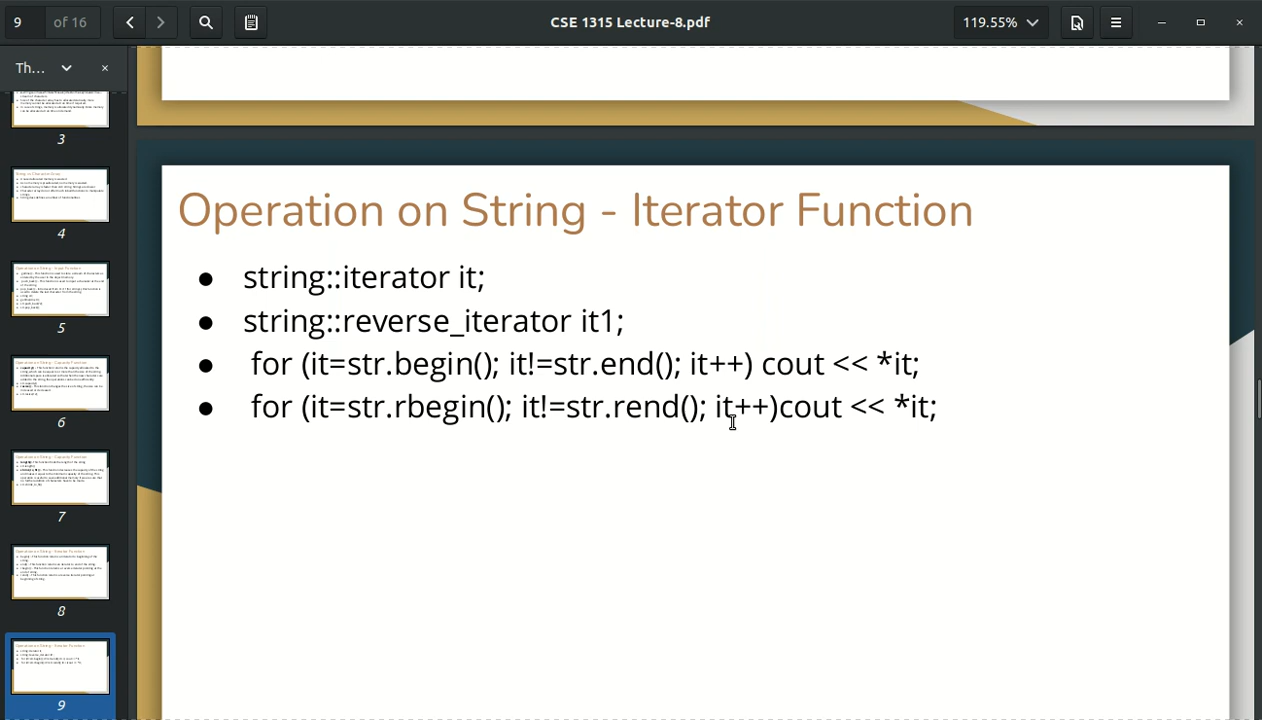 9 of 16
CSE 1315 Lecture-8.pdf
119.55%
Th...
3
4
5
6
7
8
9
Operation on String - Iterator Function
● string::iterator it;
● string::reverse_iterator it1;
● for (it=str.begin(); it!=str.end(); it++) cout << *it;
● for (it=str.rbegin(); it!=str.rend(); it++)cout << *it;